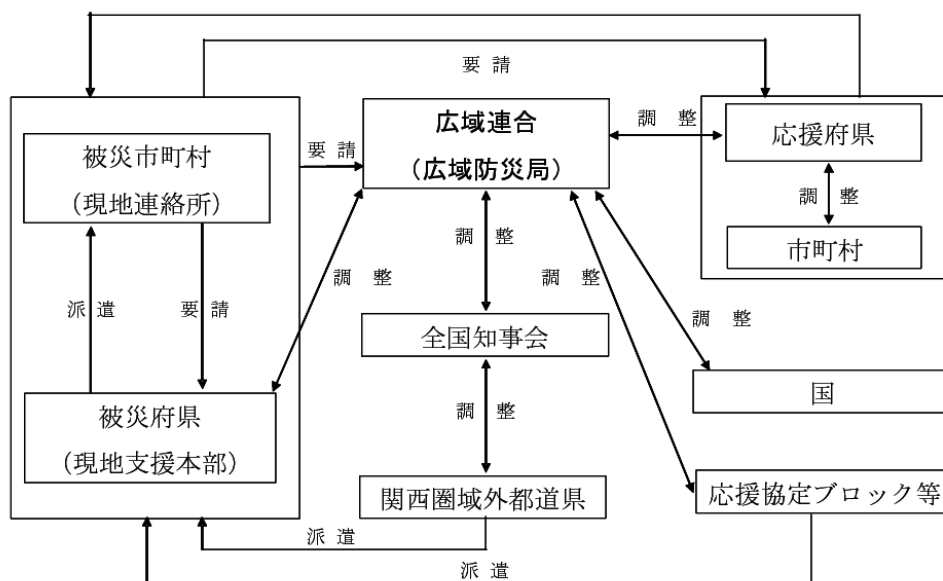 要 請
広域連合
（広域防災局）
調 整
応援府県
被災市町村
（現地連絡所）
要 請
調 整
市町村
派 遣
要 請
調 整
調 整
調 整
調 整
全国知事会
国
被災府県
（現地支援本部）
調 整
関西圏域外都道県
応援協定ブロック等
派 遣
派 遣